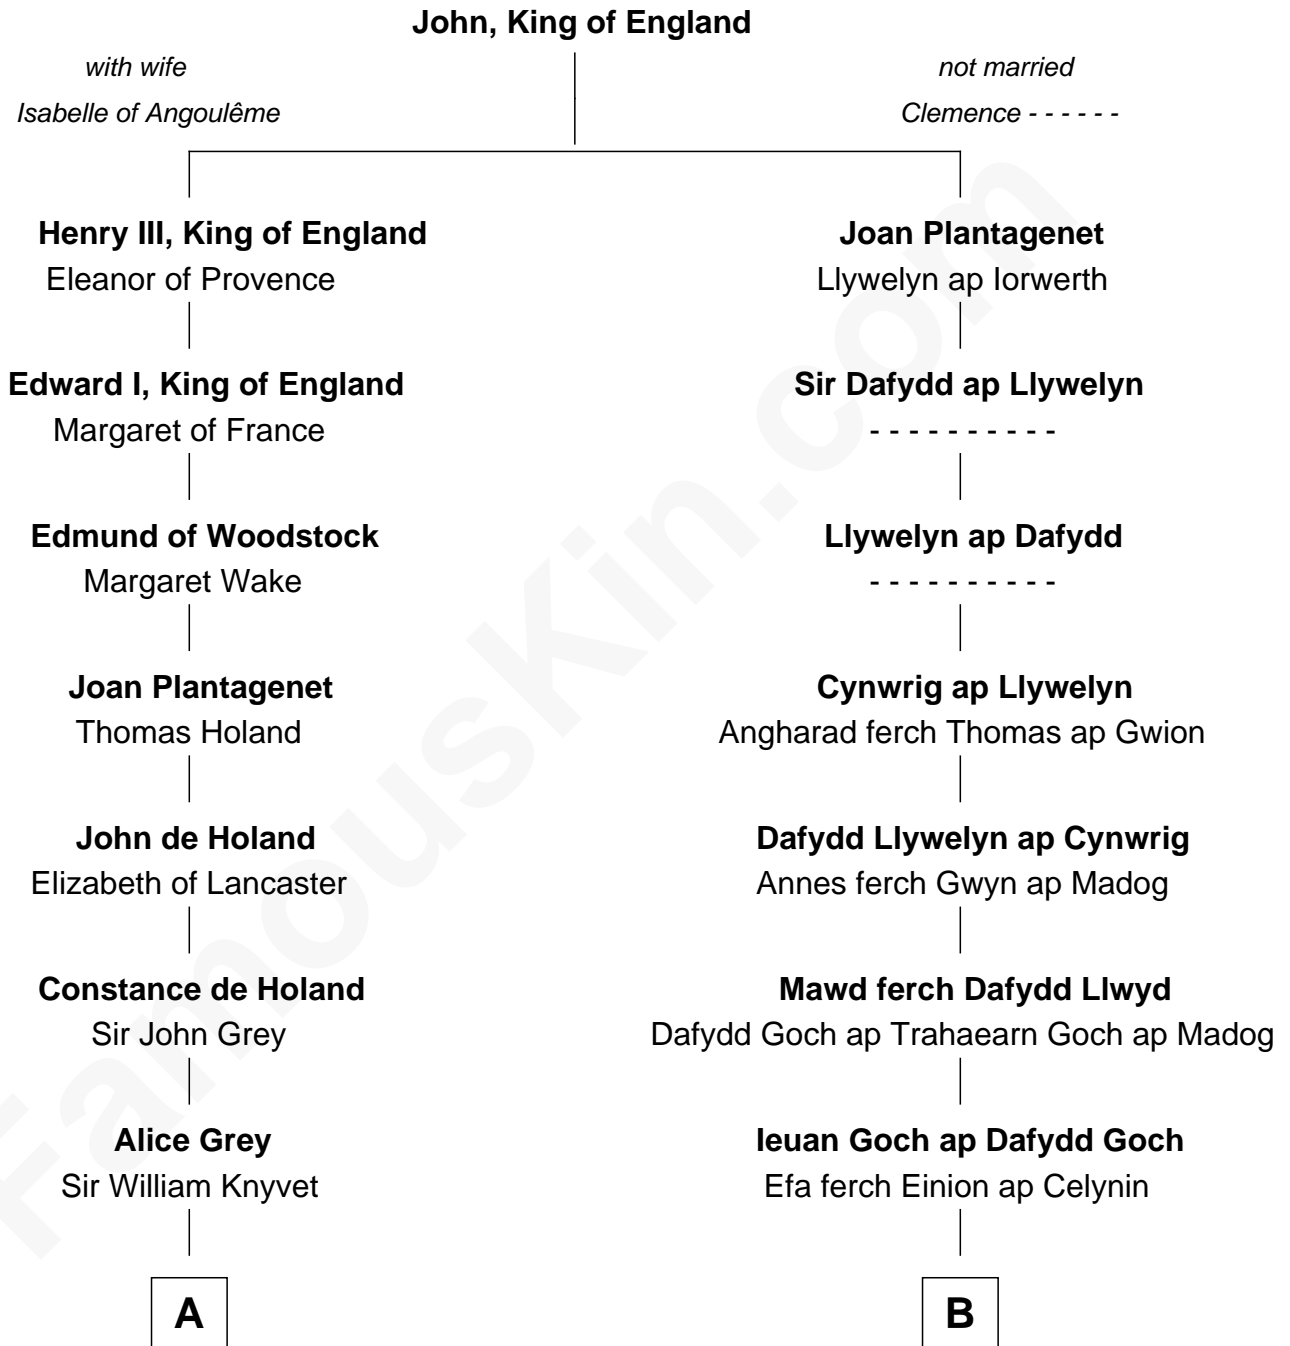 John, King of England
with wife
not married
Isabelle of Angoulême
Clemence - - - - - -
Henry III, King of England
Eleanor of Provence
Joan Plantagenet
Llywelyn ap Iorwerth
Edward I, King of England
Margaret of France
Sir Dafydd ap Llywelyn
- - - - - - - - - -
Edmund of Woodstock
Margaret Wake
Llywelyn ap Dafydd
- - - - - - - - - -
Joan Plantagenet
Thomas Holand
Cynwrig ap Llywelyn
Angharad ferch Thomas ap Gwion
John de Holand
Elizabeth of Lancaster
Dafydd Llywelyn ap Cynwrig
Annes ferch Gwyn ap Madog
Constance de Holand
Sir John Grey
Mawd ferch Dafydd Llwyd
Dafydd Goch ap Trahaearn Goch ap Madog
Alice Grey
Sir William Knyvet
Ieuan Goch ap Dafydd Goch
Efa ferch Einion ap Celynin
A
B
FamousKin.com